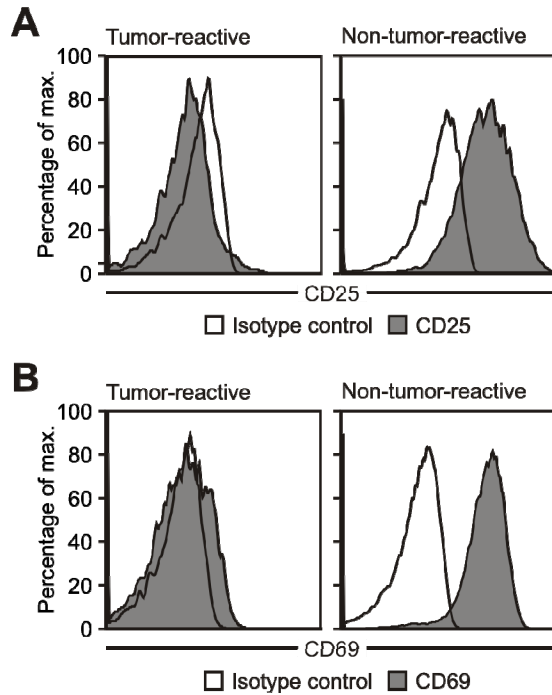 A
Tumor-reactive
Non-tumor-reactive
Percentage of max.
100
80
60
40
20
0
CD25
Isotype control
CD25
B
Tumor-reactive
Non-tumor-reactive
Percentage of max.
100
80
60
40
20
0
CD69
Isotype control
CD69